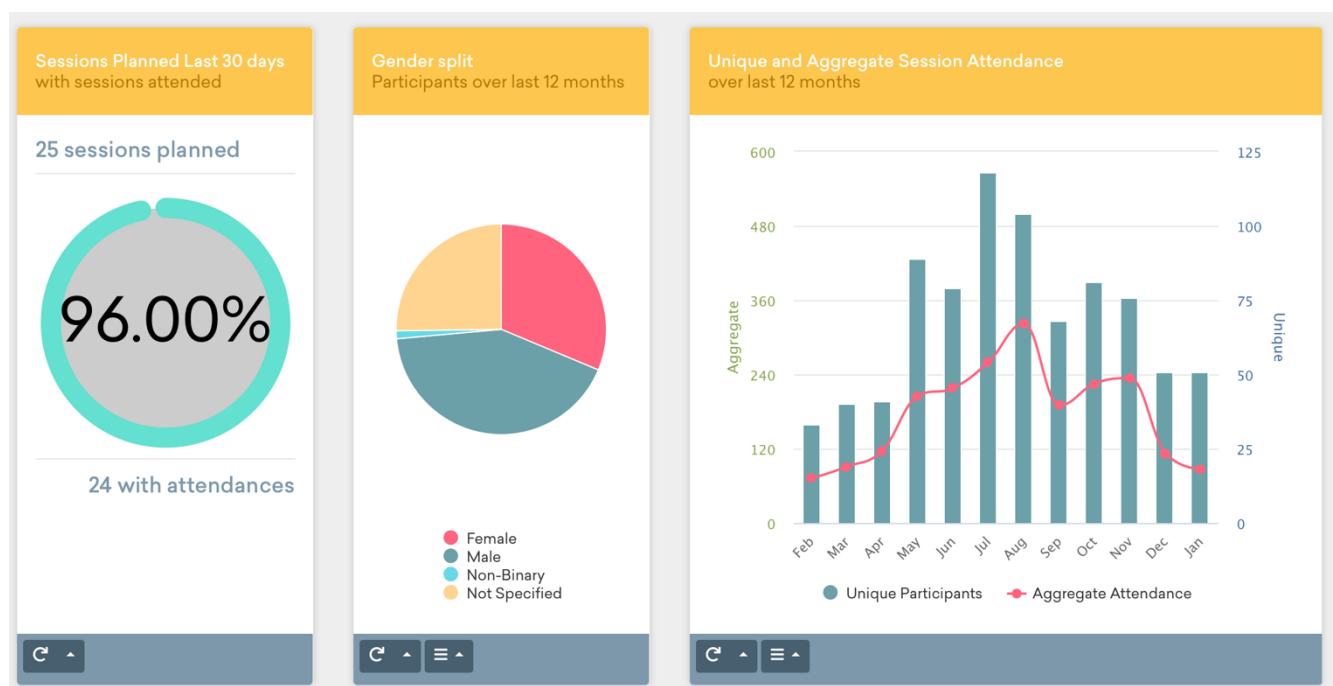 Sessions Planned Last 30 days
with sessions attended
25 sessions planned
96.00%
24 with attendances
Gender split
Participants over last 12 months
Female
Male
Non-Binary
Not Specified
Unique and Aggregate Session Attendance
over last 12 months
600
480
360
240
120
0
Aggregate
125
100
75
50
25
0
Unique
Feb Mar Apr May Jun Jul Aug Sep Oct Nov Dec Jan
Unique Participants Aggregate Attendance